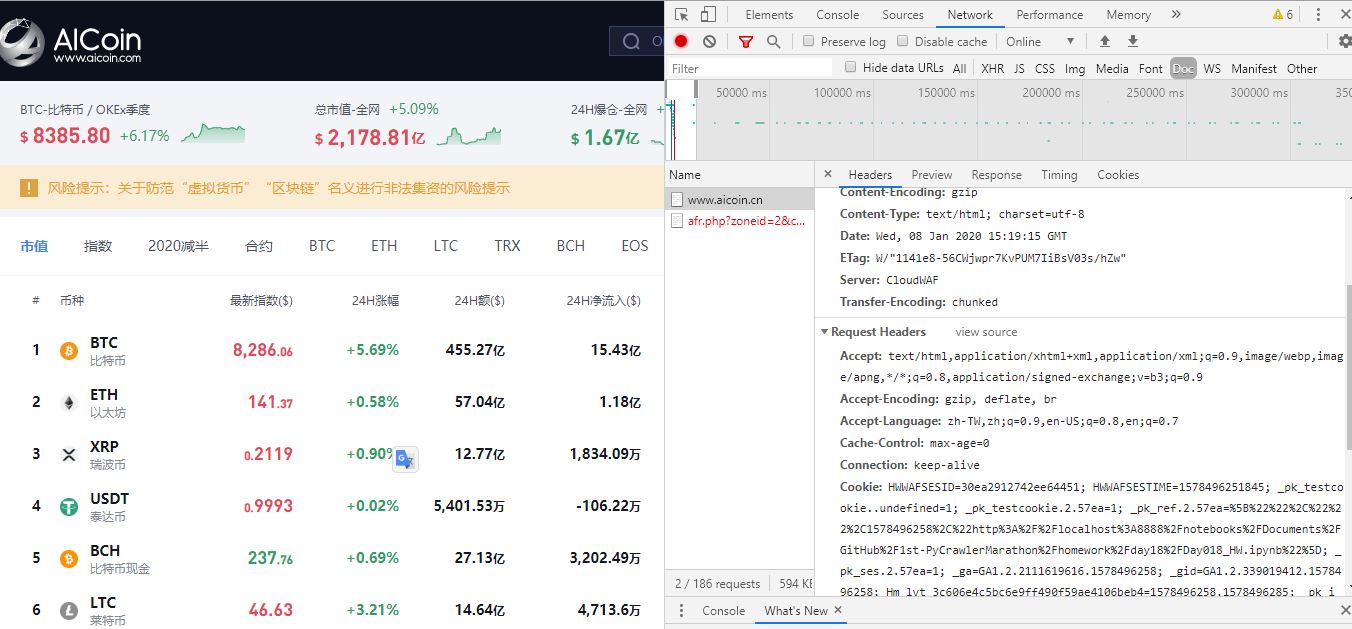 AICoin
www.aicoin.com
BTC-比特币 / OKEx季度
$ 8385.80 +6.17%
总市值-全网 +5.09%
$ 2,178.81亿
24H爆仓-全网 +
$ 1.67亿
风险提示：关于防范“虚拟货币” “区块链”名义进行非法集资的风险提示
市值 指数 2020减半 合约 BTC ETH LTC TRX BCH EOS
# 币种 最新指数($) 24H涨幅 24H额($) 24H净流入($)
1 BTC 8,286.06 +5.69% 455.27亿 15.43亿
比特币
2 ETH 141.37 +0.58% 57.04亿 1.18亿
以太坊
3 XRP 0.2119 +0.90% 12.77亿 1,834.09万
瑞波币
4 USDT 0.9993 +0.02% 5,401.53万 -106.22万
泰达币
5 BCH 237.76 +0.69% 27.13亿 3,202.49万
比特币现金
6 LTC 46.63 +3.21% 14.64亿 4,713.6万
莱特币
Elements Console Sources Network Performance Memory » 6
Preserve log Disable cache Online
Filter Hide data URLs All XHR JS CSS Img Media Font Doc WS Manifest Other
50000 ms 100000 ms 150000 ms 200000 ms 250000 ms 300000 ms 350
Name
www.aicoin.cn
afr.php?zoneid=2&c...
2 / 186 requests 594 KE
× Headers Preview Response Timing Cookies
Content-Encoding: gzip
Content-Type: text/html; charset=utf-8
Date: Wed, 08 Jan 2020 15:19:15 GMT
ETag: W/"1141e8-56CWjwpr7KvPUM7IiBsV03s/hZw"
Server: CloudWAF
Transfer-Encoding: chunked
Request Headers view source
Accept: text/html,application/xhtml+xml,application/xml;q=0.9,image/webp,imag
e/apng,*/*;q=0.8,application/signed-exchange;v=b3;q=0.9
Accept-Encoding: gzip, deflate, br
Accept-Language: zh-TW,zh;q=0.9,en-US;q=0.8,en;q=0.7
Cache-Control: max-age=0
Connection: keep-alive
Cookie: HWWAFSESID=30ea2912742ee64451; HWWAFSESTIME=1578496251845; _pk_testco
okie..undefined=1; _pk_testcookie.2.57ea=1; _pk_ref.2.57ea=%5B%22%22%2C%22%2
2%2C1578496258%2C%22http%3A%2F%2Flocalhost%3A8888%2Fnotebooks%2FDocuments%2F
GitHub%2F1st-PyCrawlerMarathon%2Fhomework%2Fday18%2FDay018_HW.ipynb%22%5D; _
pk_ses.2.57ea=1; _ga=GA1.2.2111619616.1578496258; _gid=GA1.2.339019412.15784
96258; Hm_lvt_3c606e4c5bc6e9ff490f59ae4106beb4=1578496258,1578496285; _pk_i
Console What's New ×